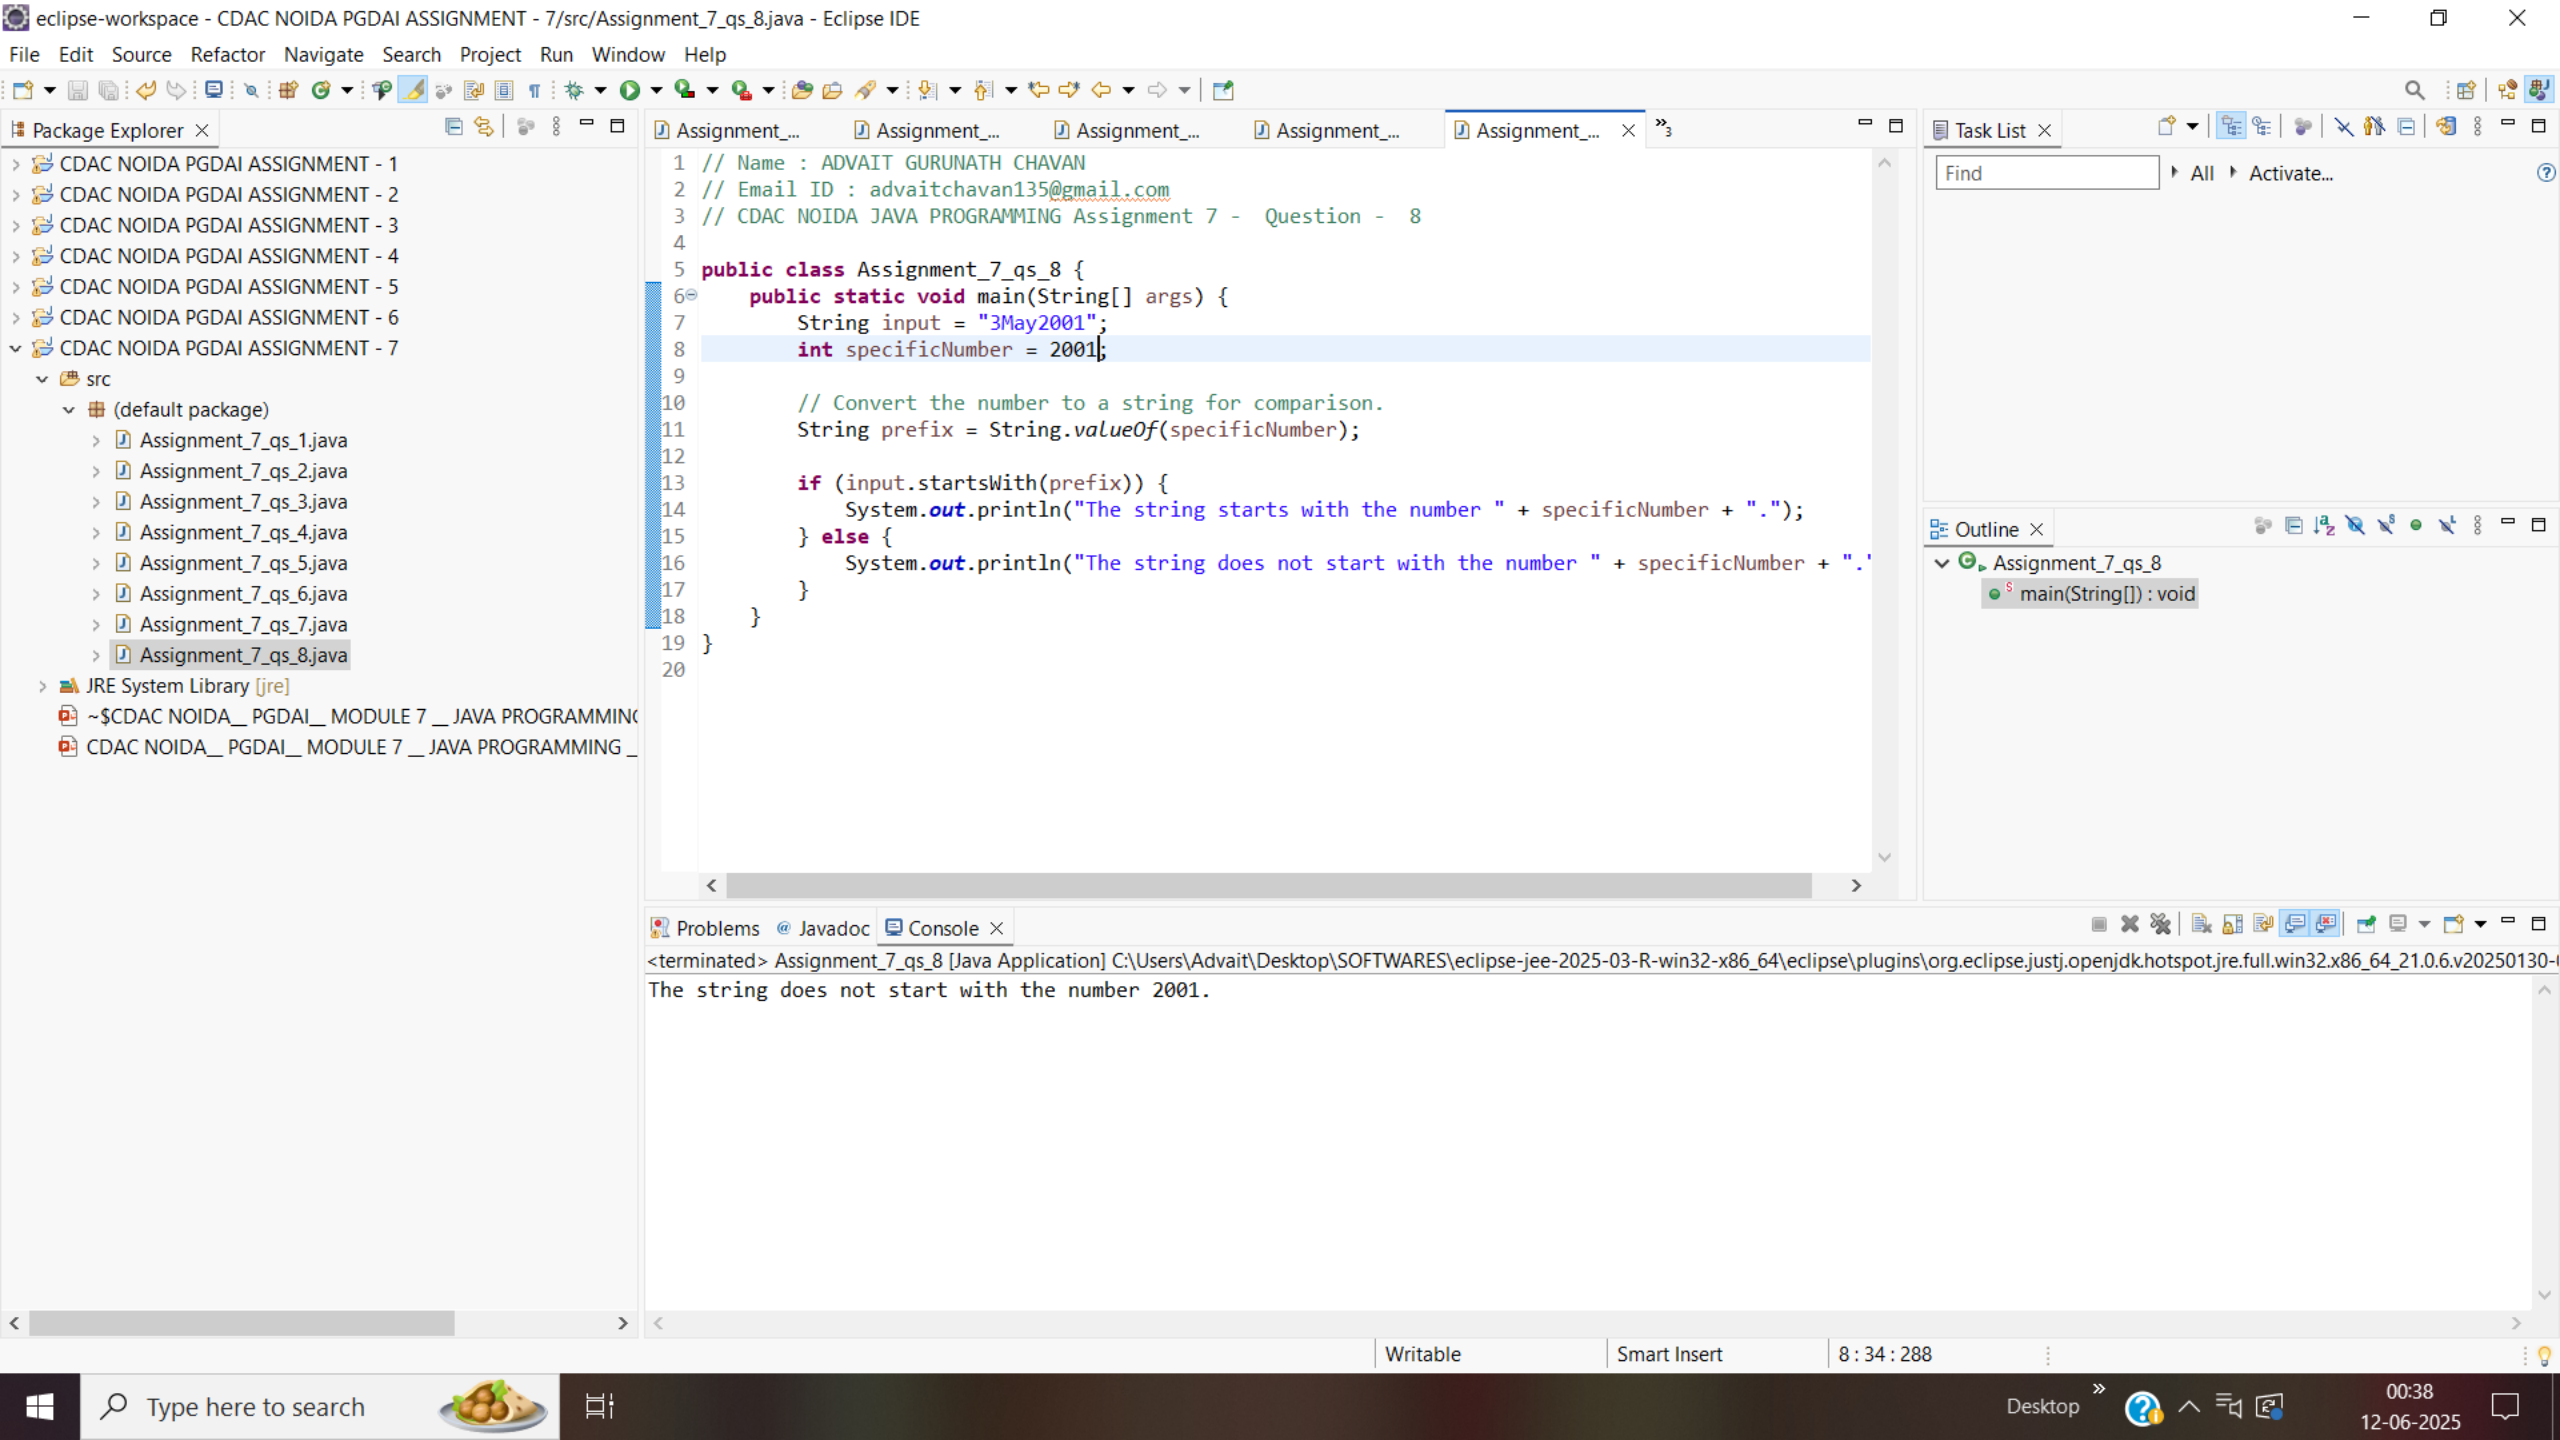 eclipse-workspace - CDAC NOIDA PGDAI ASSIGNMENT - 7/src/Assignment_7_qs_8.java - Eclipse IDE
File Edit Source Refactor Navigate Search Project Run Window Help
Package Explorer
CDAC NOIDA PGDAI ASSIGNMENT - 1
CDAC NOIDA PGDAI ASSIGNMENT - 2
CDAC NOIDA PGDAI ASSIGNMENT - 3
CDAC NOIDA PGDAI ASSIGNMENT - 4
CDAC NOIDA PGDAI ASSIGNMENT - 5
CDAC NOIDA PGDAI ASSIGNMENT - 6
CDAC NOIDA PGDAI ASSIGNMENT - 7
src
(default package)
Assignment_7_qs_1.java
Assignment_7_qs_2.java
Assignment_7_qs_3.java
Assignment_7_qs_4.java
Assignment_7_qs_5.java
Assignment_7_qs_6.java
Assignment_7_qs_7.java
Assignment_7_qs_8.java
JRE System Library [jre]
~$CDAC NOIDA__ PGDAI__ MODULE 7 __ JAVA PROGRAMMING
CDAC NOIDA__ PGDAI__ MODULE 7 __ JAVA PROGRAMMING _
Assignment_... Assignment_... Assignment_... Assignment_... Assignment_... »3
1 // Name : ADVAIT GURUNATH CHAVAN
2 // Email ID : advaitchavan135@gmail.com
3 // CDAC NOIDA JAVA PROGRAMMING Assignment 7 -  Question -  8
4
5 public class Assignment_7_qs_8 {
6     public static void main(String[] args) {
7         String input = "3May2001";
8         int specificNumber = 2001;
9
10         // Convert the number to a string for comparison.
11         String prefix = String.valueOf(specificNumber);
12
13         if (input.startsWith(prefix)) {
14             System.out.println("The string starts with the number " + specificNumber + ".");
15         } else {
16             System.out.println("The string does not start with the number " + specificNumber + "."
17         }
18     }
19 }
20
Task List
Find All Activate...
Outline
Assignment_7_qs_8
main(String[]) : void
Problems Javadoc Console
<terminated> Assignment_7_qs_8 [Java Application] C:\Users\Advait\Desktop\SOFTWARES\eclipse-jee-2025-03-R-win32-x86_64\eclipse\plugins\org.eclipse.justj.openjdk.hotspot.jre.full.win32.x86_64_21.0.6.v20250130-
The string does not start with the number 2001.
Writable Smart Insert 8 : 34 : 288
Type here to search
Desktop »
00:38
12-06-2025